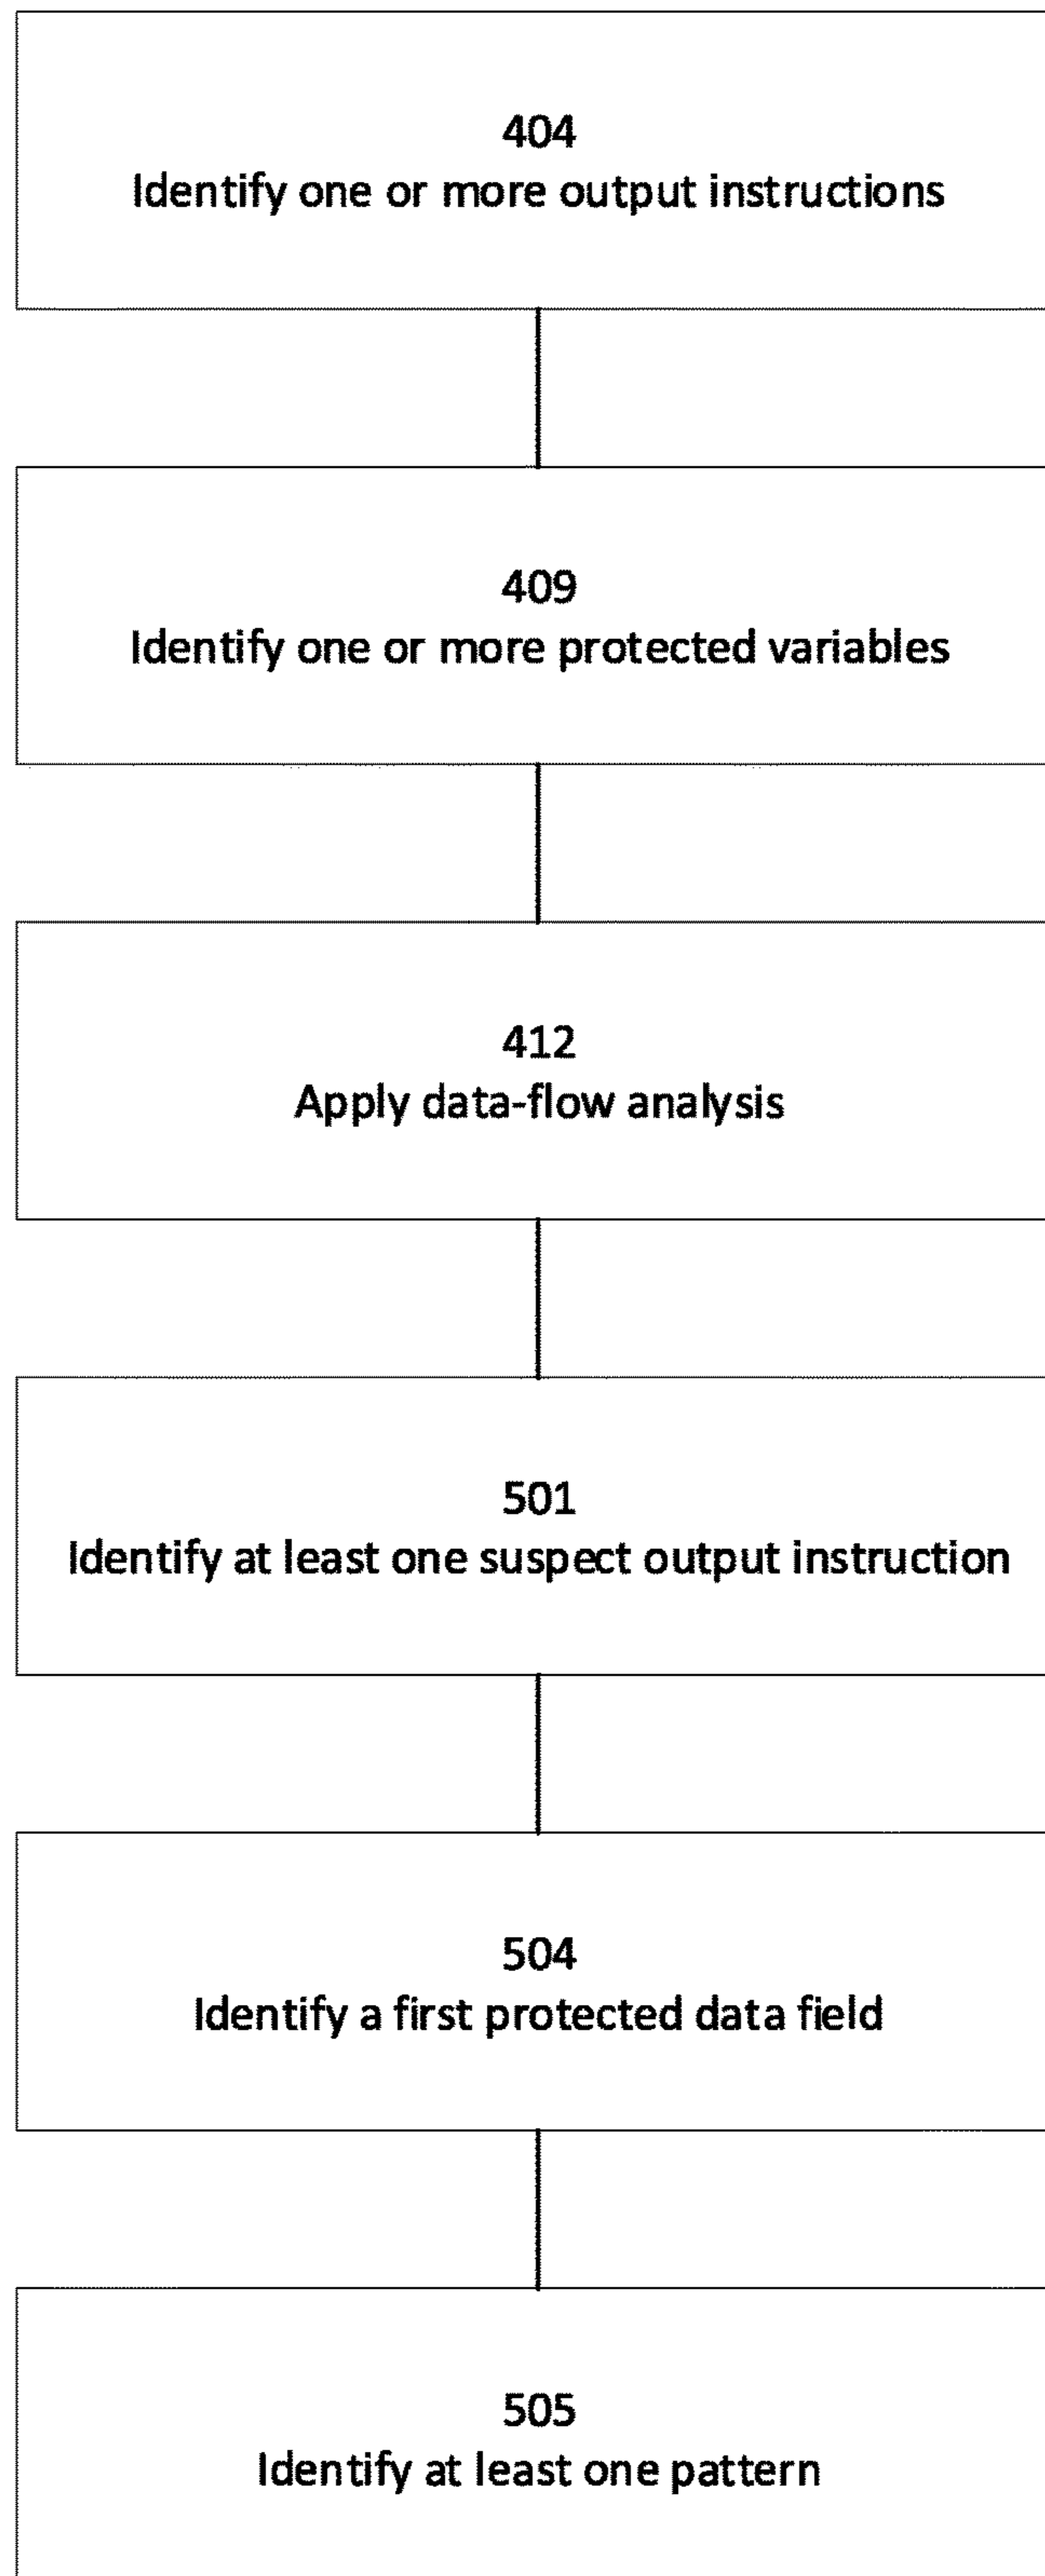 404
Identify one or more output instructions
409
Identify one or more protected variables
412
Apply data-flow analysis
501
Identify at least one suspect output instruction
504
Identify a first protected data field
505
Identify at least one pattern